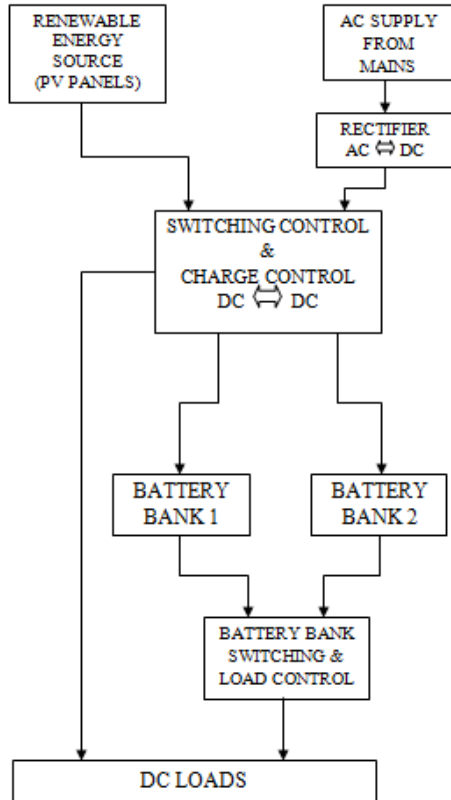 RENEWABLE
ENERGY
SOURCE
(PV PANELS)
AC SUPPLY
FROM
MAINS
RECTIFIER
AC ⇔ DC
SWITCHING CONTROL
&
CHARGE CONTROL
DC ⇔ DC
BATTERY
BANK 1
BATTERY
BANK 2
BATTERY BANK
SWITCHING &
LOAD CONTROL
DC LOADS